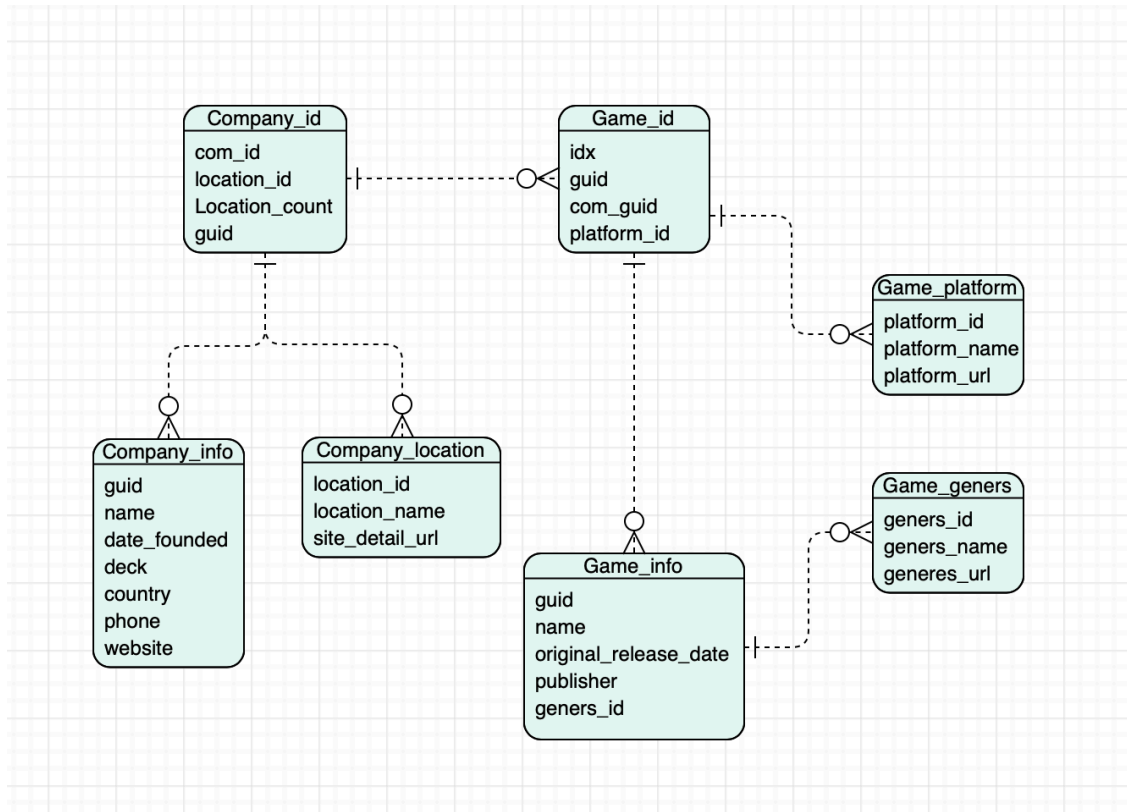 Company_id
com_id
location_id
Location_count
guid
Game_id
idx
guid
com_guid
platform_id
Game_platform
platform_id
platform_name
platform_url
Company_info
guid
name
date_founded
deck
country
phone
website
Company_location
location_id
location_name
site_detail_url
Game_info
guid
name
original_release_date
publisher
geners_id
Game_geners
geners_id
geners_name
generes_url